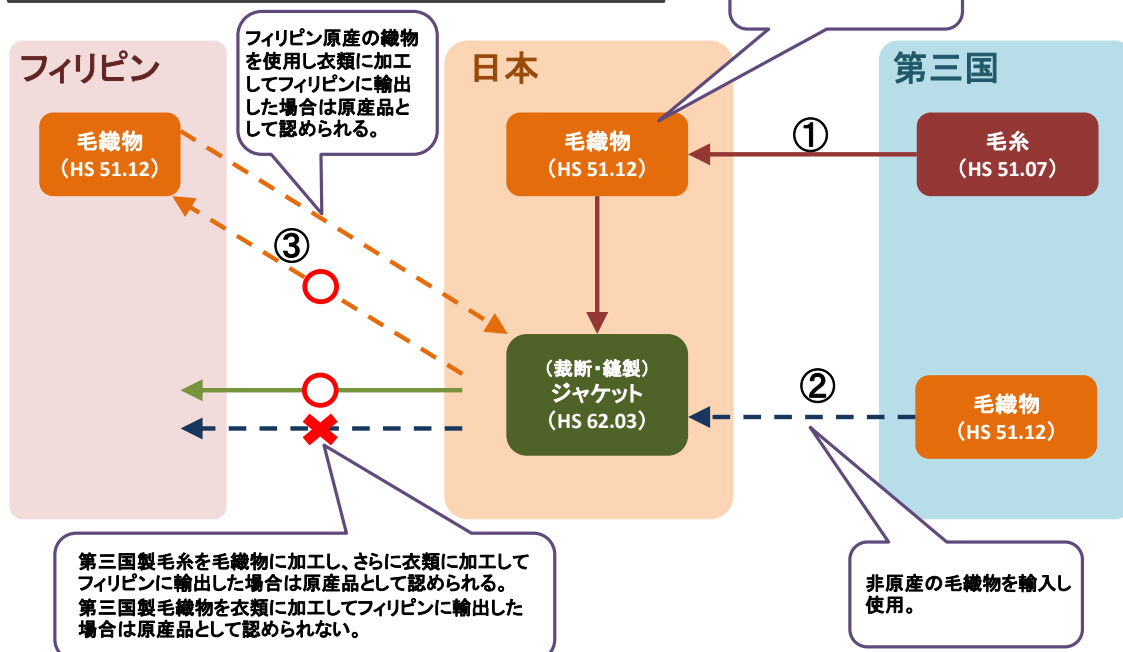 フィリピン
日本
第三国
フィリピン原産の織物
を使用し衣類に加工
してフィリピンに輸出
した場合は原産品と
して認められる。
毛織物
(HS 51.12)
毛織物
(HS 51.12)
①
毛糸
(HS 51.07)
③
(裁断・縫製)
ジャケット
(HS 62.03)
②
毛織物
(HS 51.12)
第三国製毛糸を毛織物に加工し、さらに衣類に加工して
フィリピンに輸出した場合は原産品として認められる。
第三国製毛織物を衣類に加工してフィリピンに輸出した
場合は原産品として認められない。
非原産の毛織物を輸入し
使用。